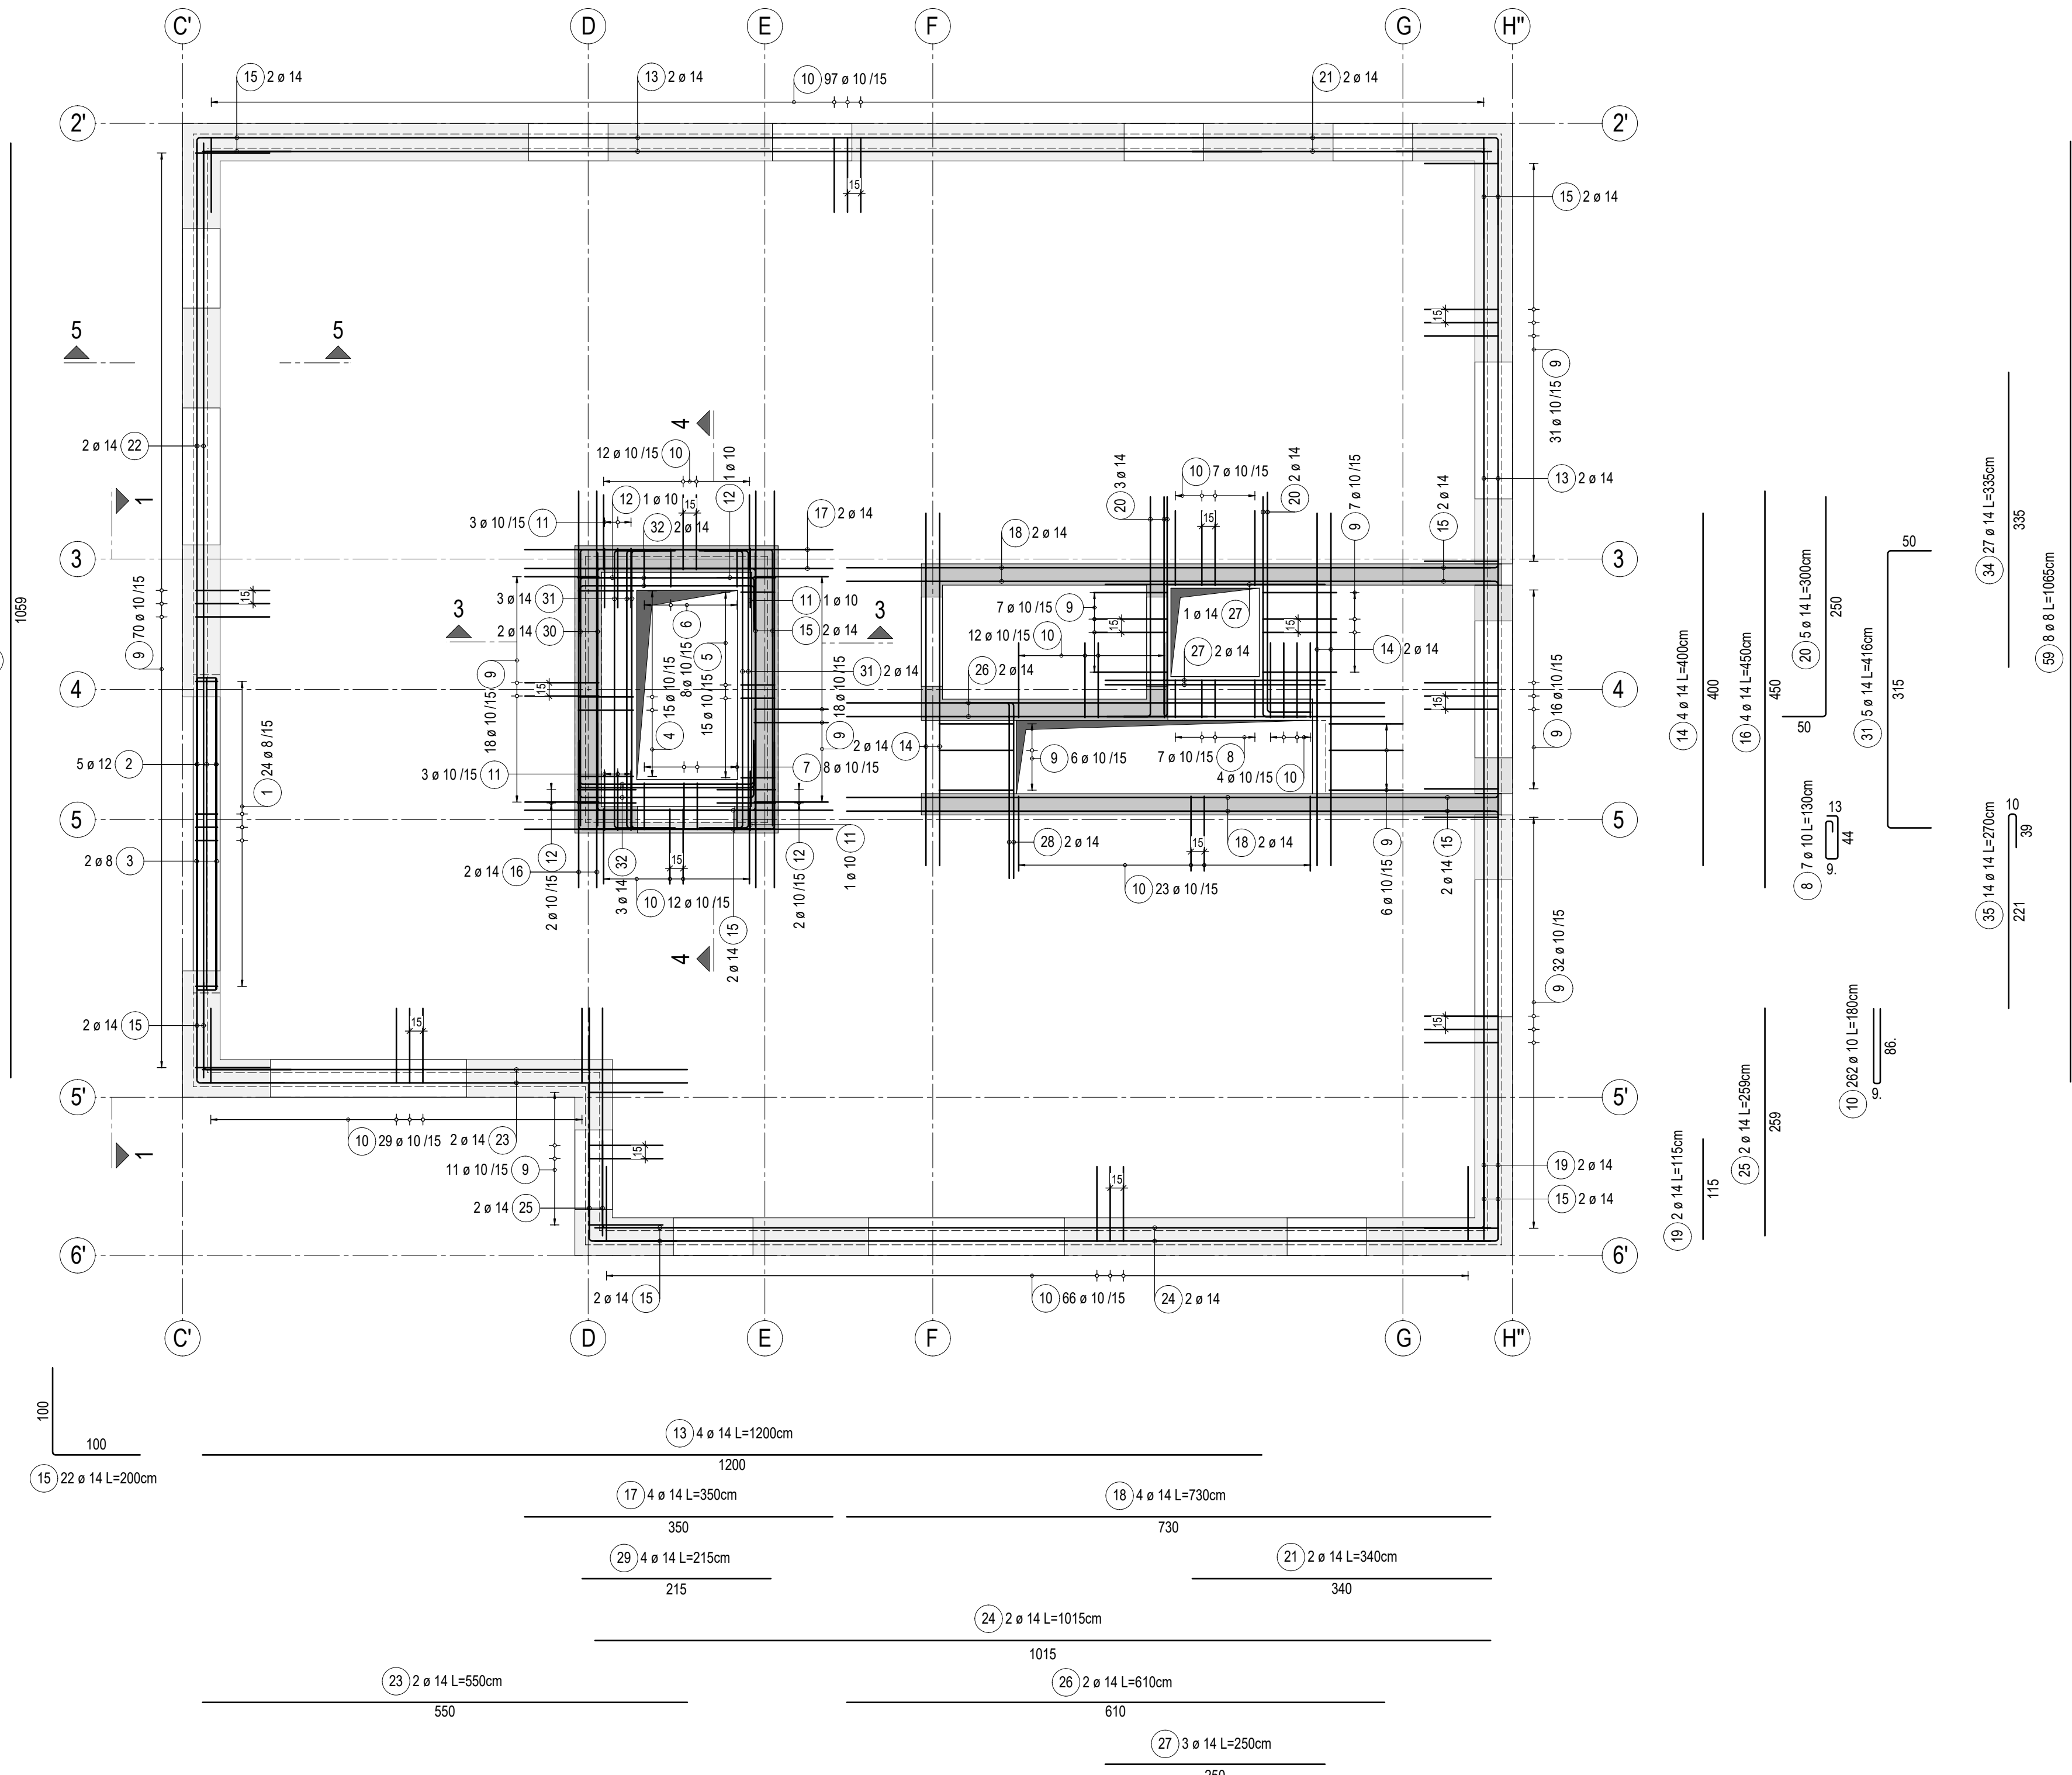 C'
D
E
F
G
H"
15 2 ø 14
13 2 ø 14
10 97 ø 10 /15
21 2 ø 14
2'
2'
15
15 2 ø 14
15
9 31 ø 10 /15
5
5
2 ø 14 22
1
1059
9 70 ø 10 /15
15
4
12 ø 10 /15 10
12 1 ø 10
12 1 ø 10
3 ø 10 /15 11
32 2 ø 14
15
17 2 ø 14
20 3 ø 14
10 7 ø 10 /15
20 2 ø 14
9 7 ø 10 /15
15 2 ø 14
13 2 ø 14
15
18 2 ø 14
3
3
3 ø 14 31
2 ø 14 30
3
3
11 1 ø 10
15 2 ø 14
31 2 ø 14
6
5
4
15 ø 10 /15
8 ø 10 /15
15 ø 10 /15
9 18 ø 10 /15
15
9 18 ø 10 /15
7 8 ø 10 /15
3 ø 10 /15 11
7 ø 10 /15 9
12 ø 10 /15 10
15
1 ø 14 27
27 2 ø 14
15
14 2 ø 14
26 2 ø 14
4
4
15
9 16 ø 10 /15
2 ø 14 14
9 6 ø 10 /15
7 ø 10 /15 8
4 ø 10 /15 10
5 ø 12 2
1 24 ø 8 /15
2 ø 8 3
5
5
2 ø 14 16
2 ø 10 /15 12
3 ø 14 32
15
10 12 ø 10 /15
2 ø 14 15
2 ø 10 /15 12
1 ø 10 11
28 2 ø 14
15
18 2 ø 14
10 23 ø 10 /15
6 ø 10 /15 9
2 ø 14 15
4
9 32 ø 10 /15
15
2 ø 14 15
15
5'
5'
10 29 ø 10 /15
2 ø 14 23
1
11 ø 10 /15 9
15
2 ø 14 25
15
19 2 ø 14
15 2 ø 14
6'
6'
2 ø 14 15
10 66 ø 10 /15
24 2 ø 14
C'
D
E
F
G
H"
14 4 ø 14 L=400cm
400
16 4 ø 14 L=450cm
450
20 5 ø 14 L=300cm
250
50
31 5 ø 14 L=416cm
50
315
34 27 ø 14 L=335cm
335
59 8 ø 8 L=1065cm
8 7 ø 10 L=130cm
13
44
9.
35 14 ø 14 L=270cm
10
39
221
10 262 ø 10 L=180cm
86.
9.
25 2 ø 14 L=259cm
259
19 2 ø 14 L=115cm
115
100
100
15 22 ø 14 L=200cm
13 4 ø 14 L=1200cm
1200
17 4 ø 14 L=350cm
350
18 4 ø 14 L=730cm
730
29 4 ø 14 L=215cm
215
21 2 ø 14 L=340cm
340
24 2 ø 14 L=1015cm
1015
23 2 ø 14 L=550cm
550
26 2 ø 14 L=610cm
610
27 3 ø 14 L=250cm
250